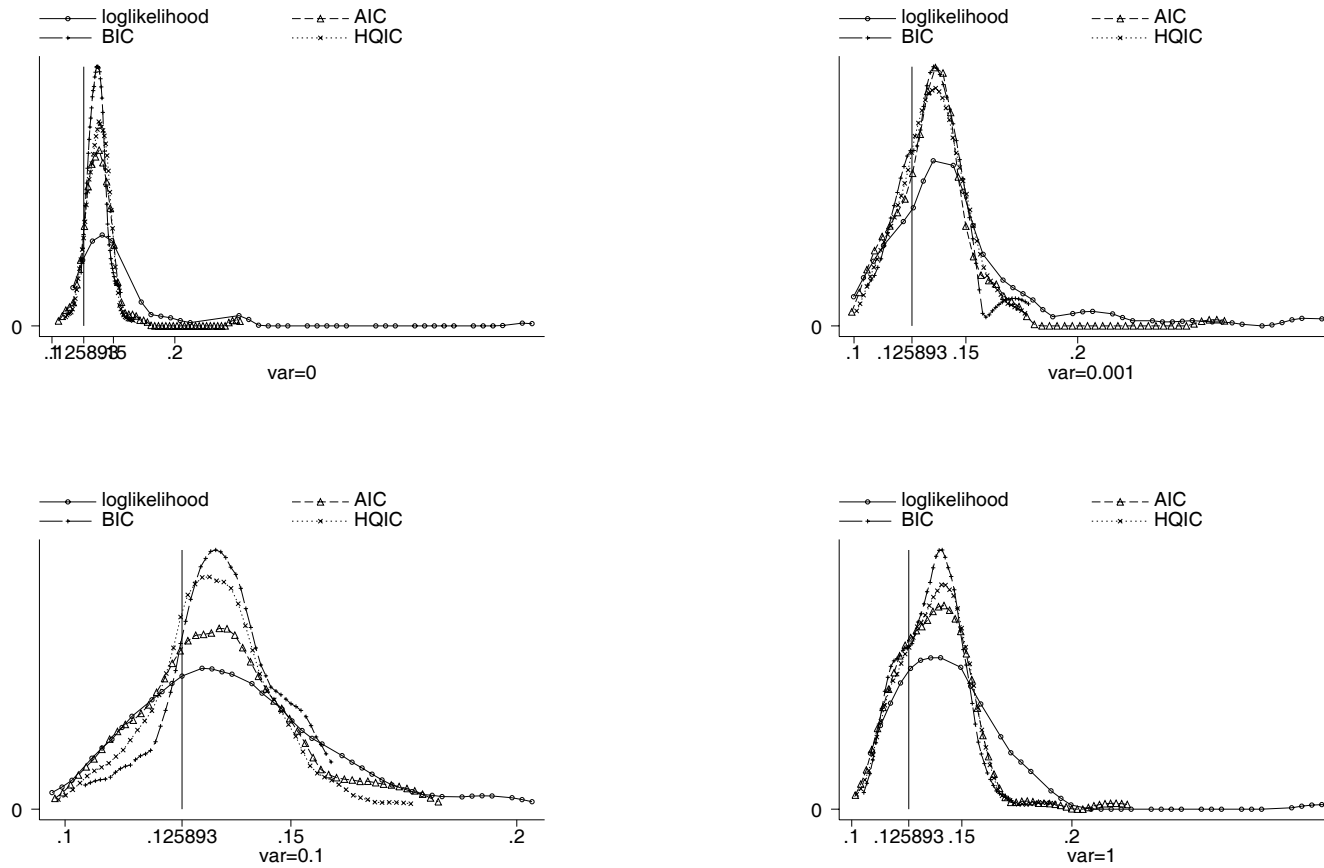 loglikelihood AIC
BIC HQIC
0
.1 .125893 .15 .2
var=0
loglikelihood AIC
BIC HQIC
0
.1 .125893 .15 .2
var=0.001
loglikelihood AIC
BIC HQIC
0
.1 .125893 .15 .2
var=0.1
loglikelihood AIC
BIC HQIC
0
.1 .125893 .15 .2
var=1